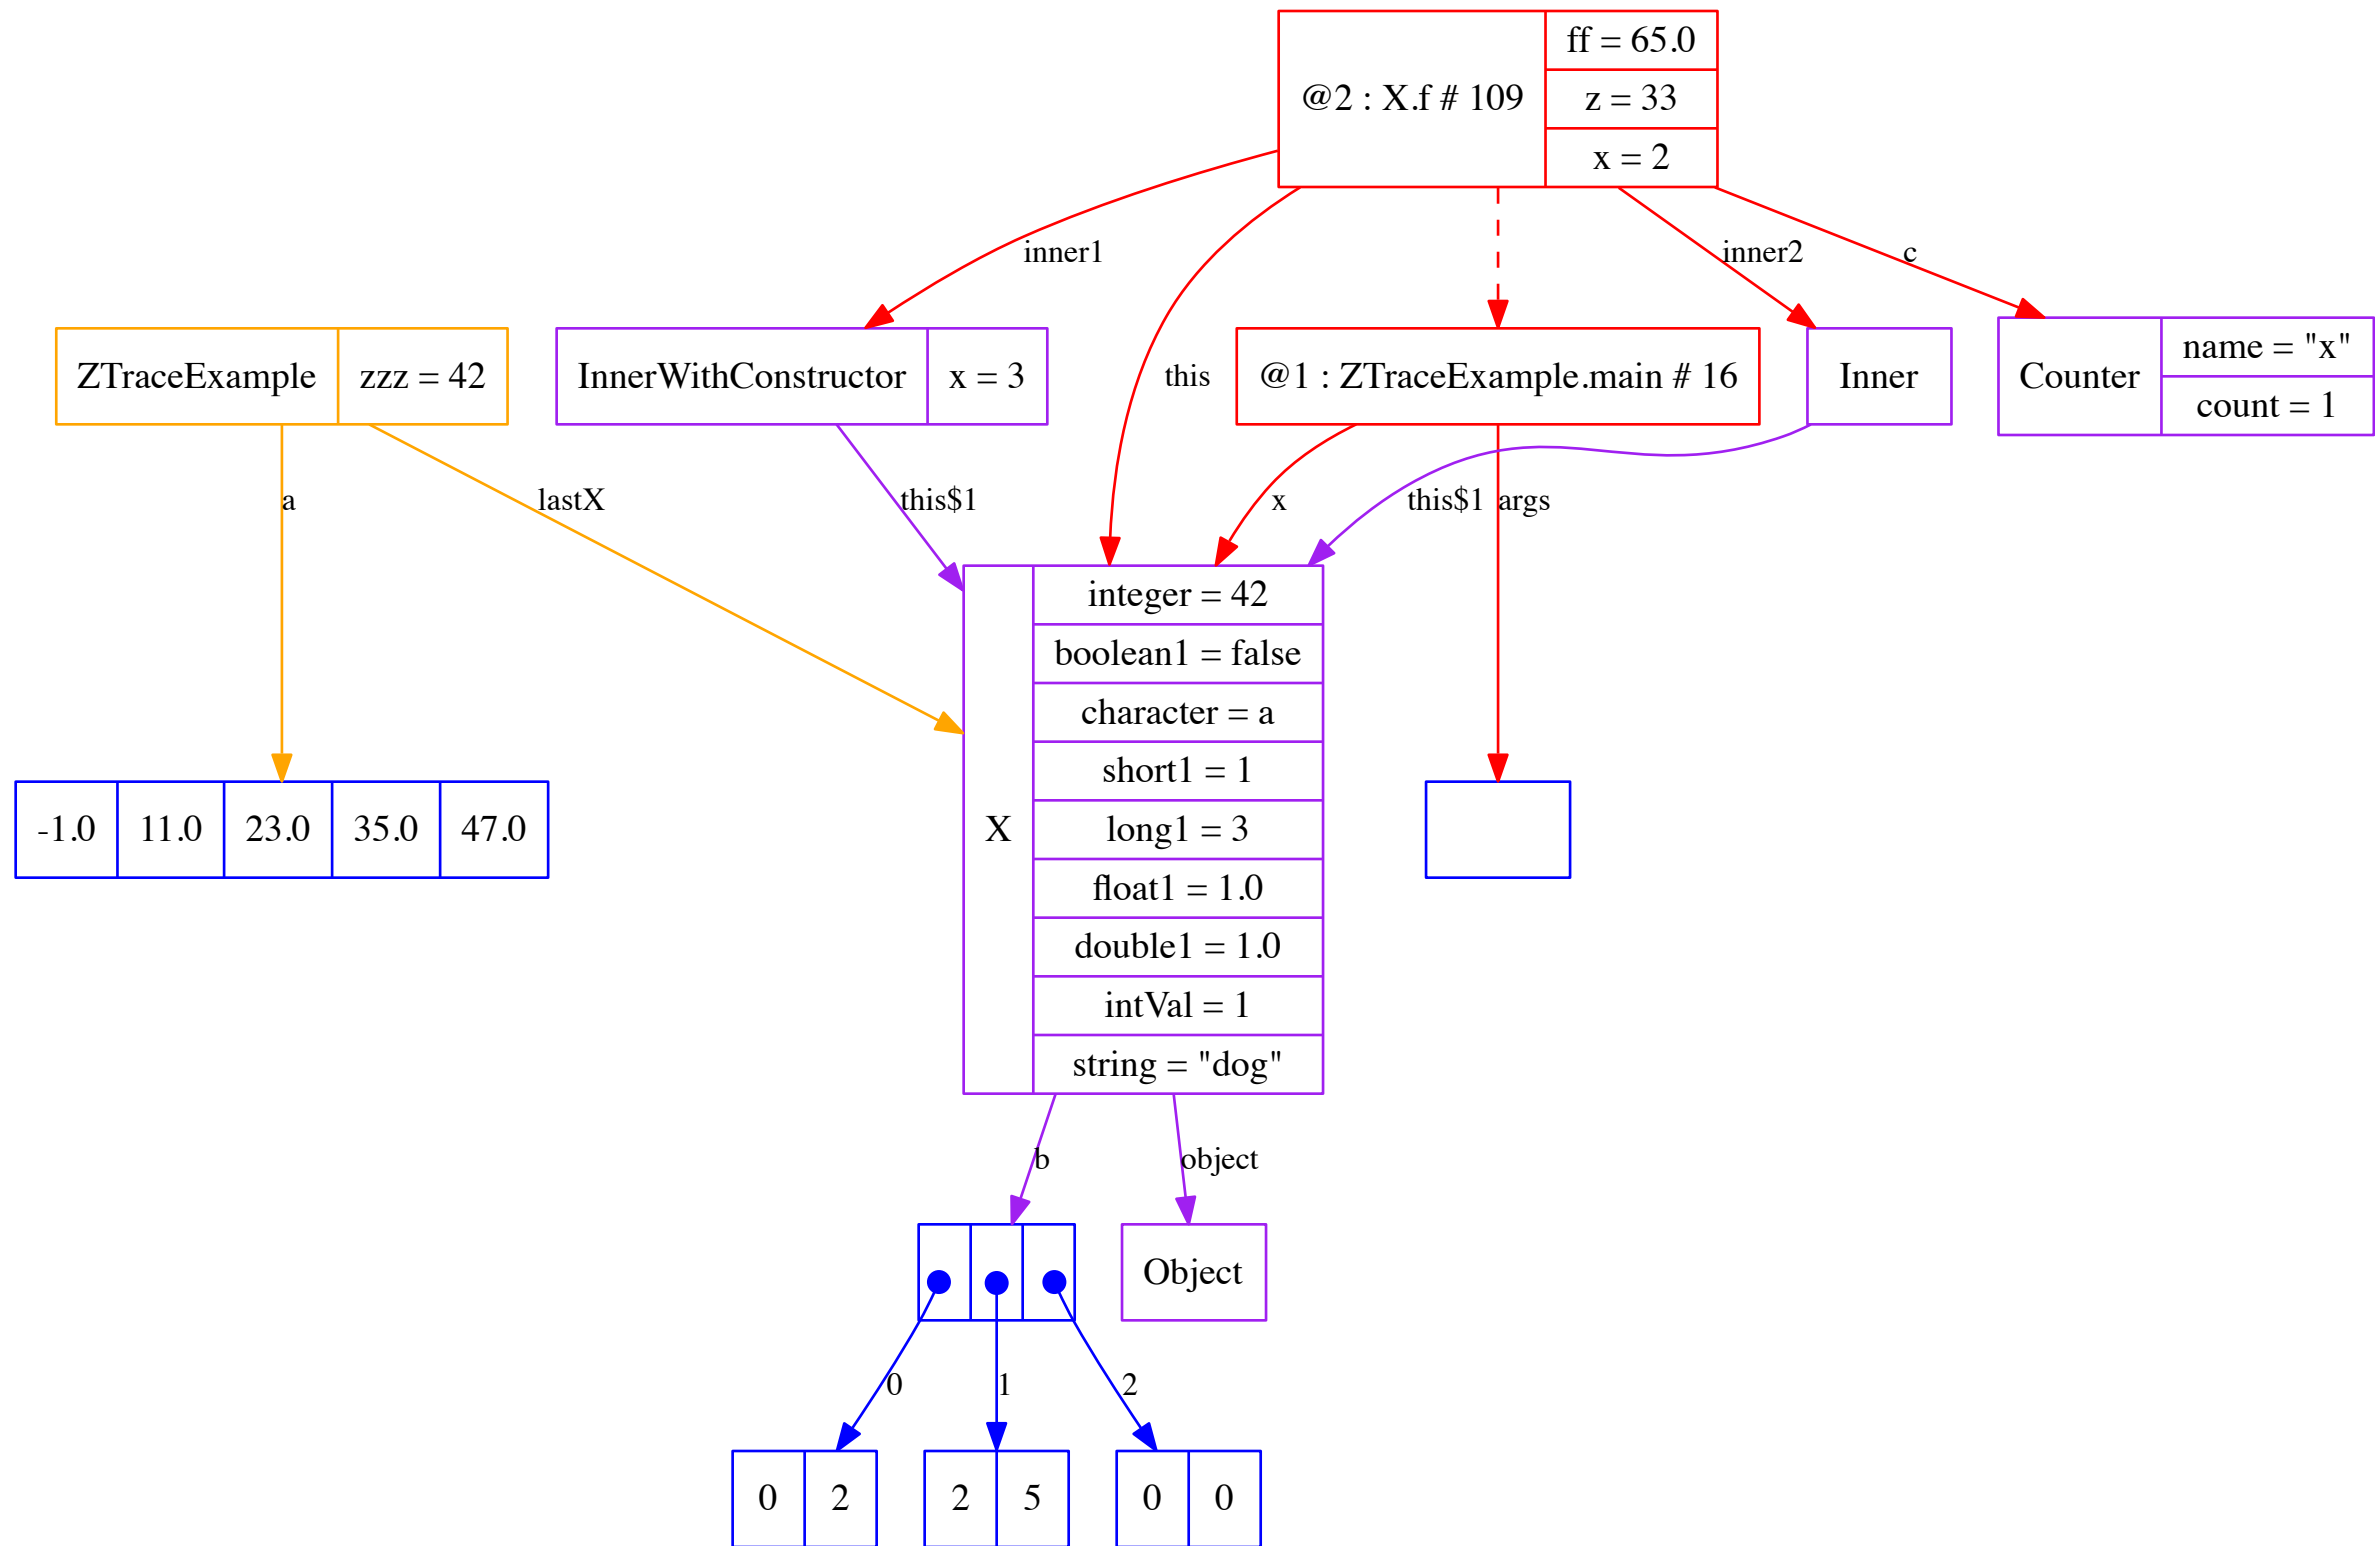 @2 : X.f # 109
ff = 65.0
z = 33
x = 2
inner1
inner2
c
this
ZTraceExample
zzz = 42
InnerWithConstructor
x = 3
@1 : ZTraceExample.main # 16
Inner
Counter
name = "x"
count = 1
a
lastX
this$1
x
this$1
args
X
integer = 42
boolean1 = false
character = a
short1 = 1
long1 = 3
float1 = 1.0
double1 = 1.0
intVal = 1
string = "dog"
-1.0
11.0
23.0
35.0
47.0
b
object
Object
0
1
2
0
2
2
5
0
0